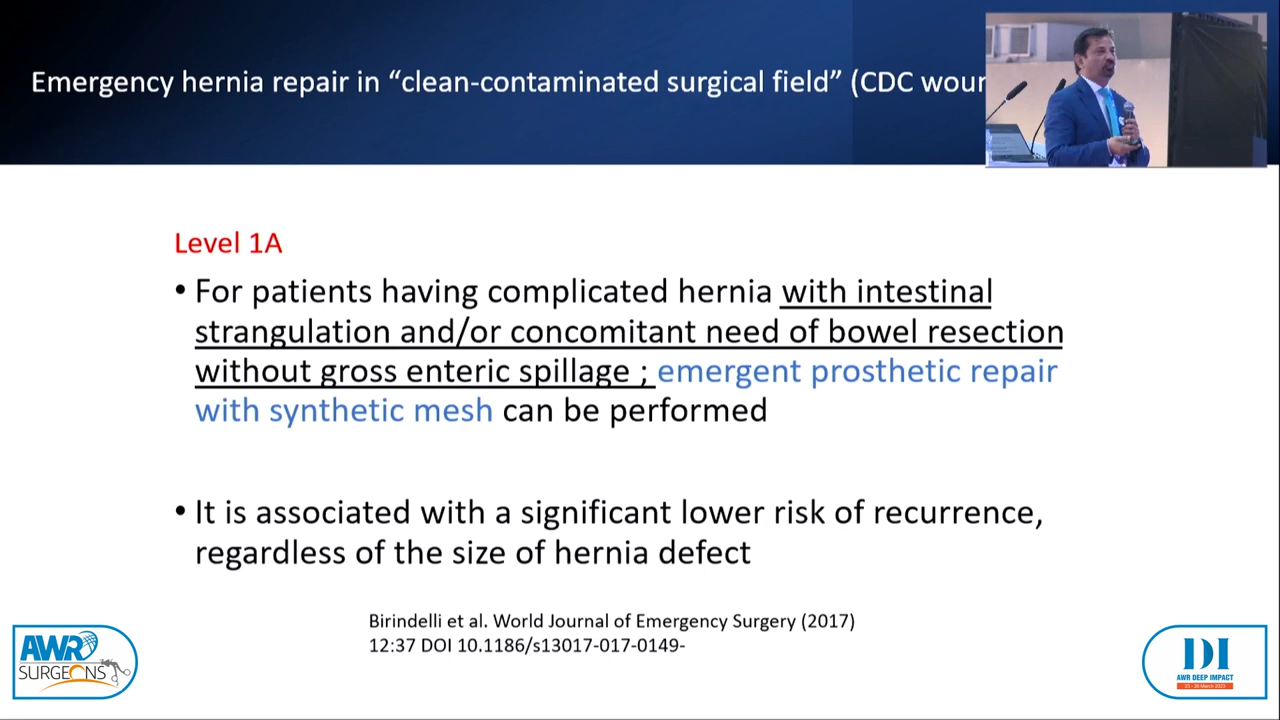 Emergency hernia repair in “clean-contaminated surgical field” (CDC
Level 1A
• For patients having complicated hernia with intestinal
strangulation and/or concomitant need of bowel resection
without gross enteric spillage ; emergent prosthetic repair
with synthetic mesh can be performed
• It is associated with a significant lower risk of recurrence,
regardless of the size of hernia defect
Birindelli et al. World Journal of Emergency Surgery (2017)
12:37 DOI 10.1186/s13017-017-0149-
AWR
SURGEONS
DI
AWR DEEP IMPACT